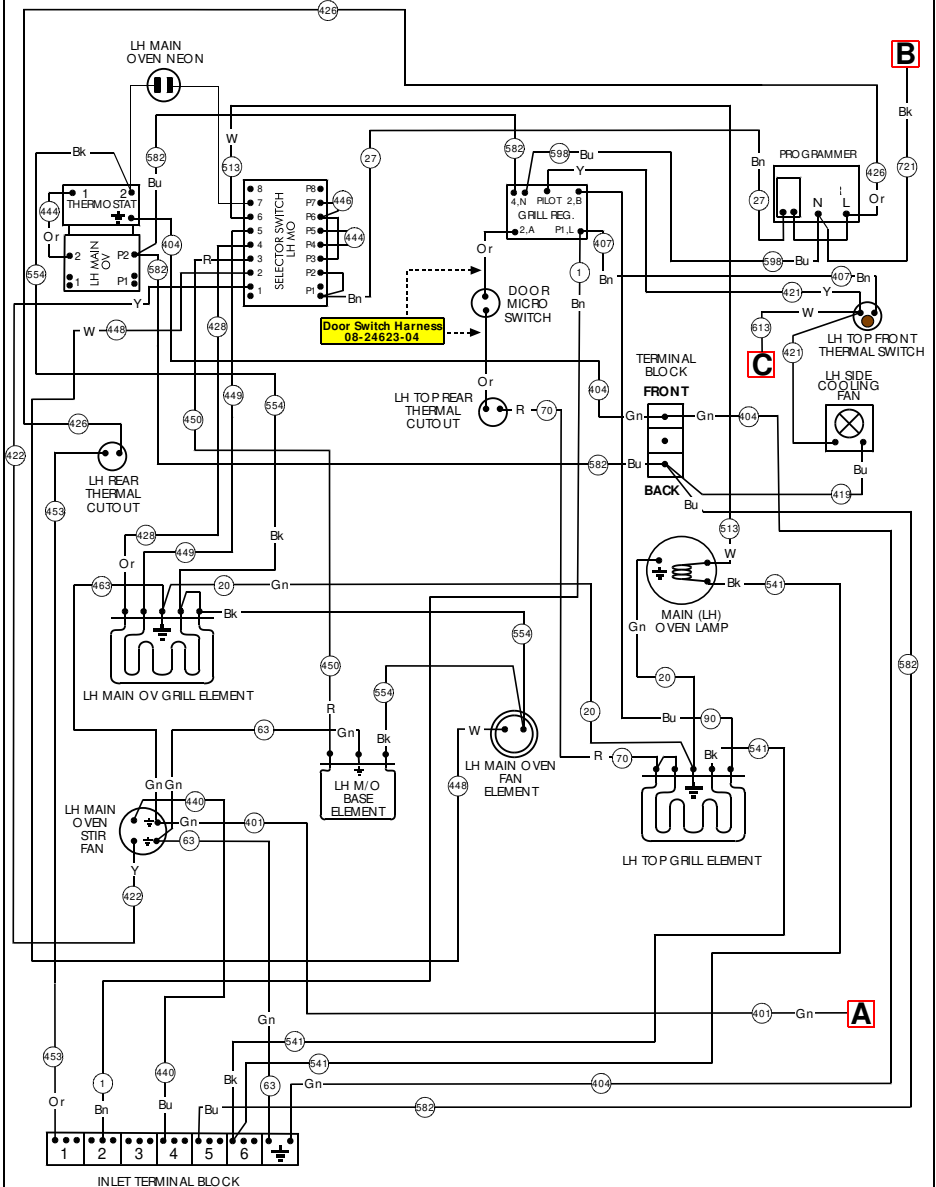 426
LH MAIN
OVEN NEON
B
Bk
W
582
513
27
582
598
Bu
Y
Bn
PROGRAMMER
721
426
Bk
Bu
8
7
6
5
4
3
2
1
SELECTOR SWITCH
LH MO
P8
P7
P6
P5
P4
P3
P2
P1
446
444
1
2
THERMOSTAT
444
Or
404
4,N
PILOT
2,B
GRILL REG.
2,A
P1,L
407
27
N
L
Or
2
1
LH MAIN
OV
P2
P1
582
554
R
Or
1
Bn
Bn
598
Bu
407
Bn
421
Y
Bn
Y
W
448
428
DOOR
MICRO
SWITCH
Door Switch Harness
08-24623-04
W
613
421
C
LH TOP FRONT
THERMAL SWITCH
TERMINAL
BLOCK
FRONT
LH SIDE
COOLING
FAN
449
554
450
Or
404
LH TOP REAR
THERMAL
CUTOUT
R
70
Gn
Gn
404
426
422
LH REAR
THERMAL
CUTOUT
582
Bu
BACK
Bu
419
Bu
453
428
449
Bk
Or
513
W
463
20
Gn
Bk
541
Bk
554
MAIN (LH)
OVEN LAMP
Gn
LH MAIN OV GRILL ELEMENT
450
554
582
20
R
63
Gn
Bk
W
20
Bu
90
Bk
541
R
70
LH MAIN OVEN
FAN
ELEMENT
LH M/O
BASE
ELEMENT
448
Gn
Gn
LH MAIN
OVEN
STIR
FAN
440
Gn
401
63
Y
422
LH TOP GRILL ELEMENT
401
Gn
A
Gn
541
541
453
1
440
Bk
63
Gn
404
Or
Bn
Bu
Bu
582
1
2
3
4
5
6
INLET TERMINAL BLOCK